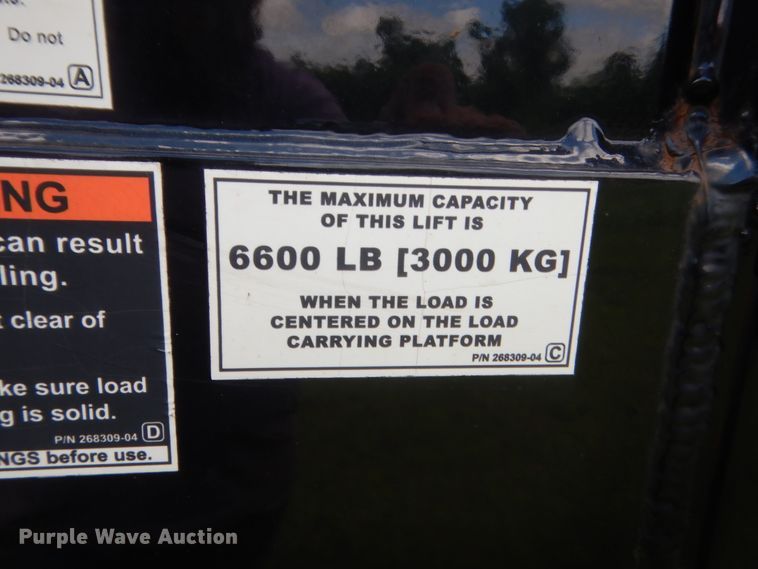 Do not
268309-04 A
NG
can result
ling.
clear of
ke sure load
g is solid.
P/N 268309-04 D
NGS before use.
THE MAXIMUM CAPACITY
OF THIS LIFT IS
6600 LB [3000 KG]
WHEN THE LOAD IS
CENTERED ON THE LOAD
CARRYING PLATFORM
P/N 268309-04 C
Purple Wave Auction